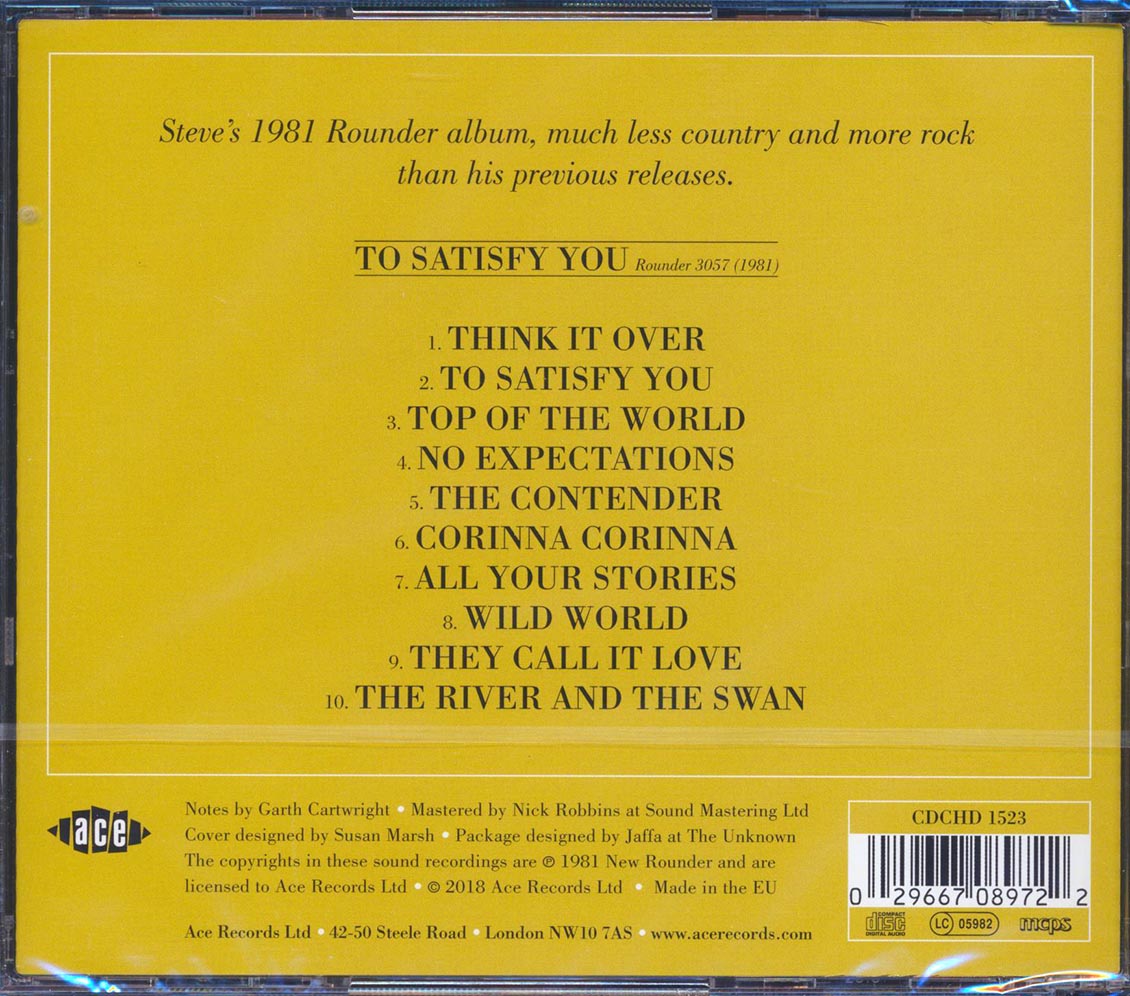 Steve's 1981 Rounder album, much less country and more rock
than his previous releases.
TO SATISFY YOU Rounder 3057 (1981)
1. THINK IT OVER
2. TO SATISFY YOU
3. TOP OF THE WORLD
4. NO EXPECTATIONS
5. THE CONTENDER
6. CORINNA CORINNA
7. ALL YOUR STORIES
8. WILD WORLD
9. THEY CALL IT LOVE
10. THE RIVER AND THE SWAN
ace
Notes by Garth Cartwright • Mastered by Nick Robbins at Sound Mastering Ltd
Cover designed by Susan Marsh • Package designed by Jaffa at The Unknown
The copyrights in these sound recordings are ℗ 1981 New Rounder and are
licensed to Ace Records Ltd • © 2018 Ace Records Ltd • Made in the EU
Ace Records Ltd • 42-50 Steele Road • London NW10 7AS • www.acerecords.com
CDCHD 1523
0 29667 08972 2
COMPACT disc DIGITAL AUDIO
LC 05982
mcps